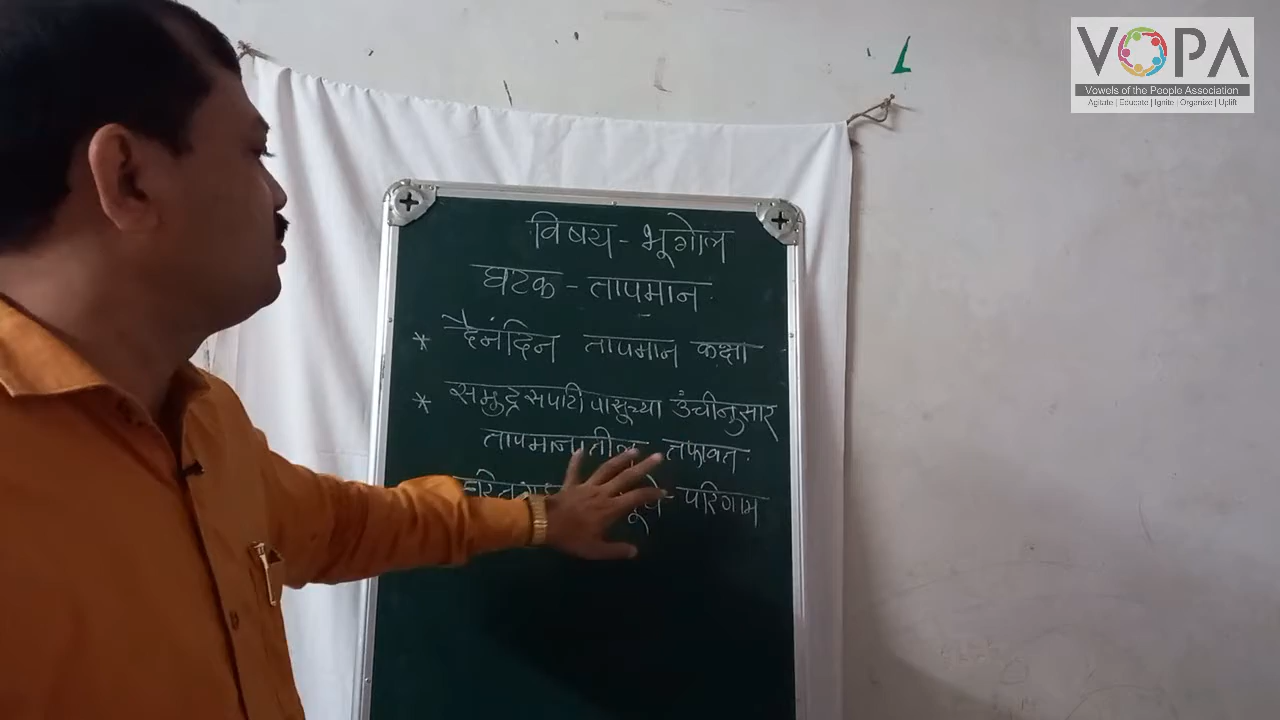 VOPA
Vowels of the People Association
Agitate | Educate | Ignite | Organize | Uplift
विषय - भूगोल
घटक - तापमान
* दैनंदिन तापमान कक्षा
* समुद्रसपाटीपासूनच्या उंचीनुसार
तापमानातील तफावत
परिणाम